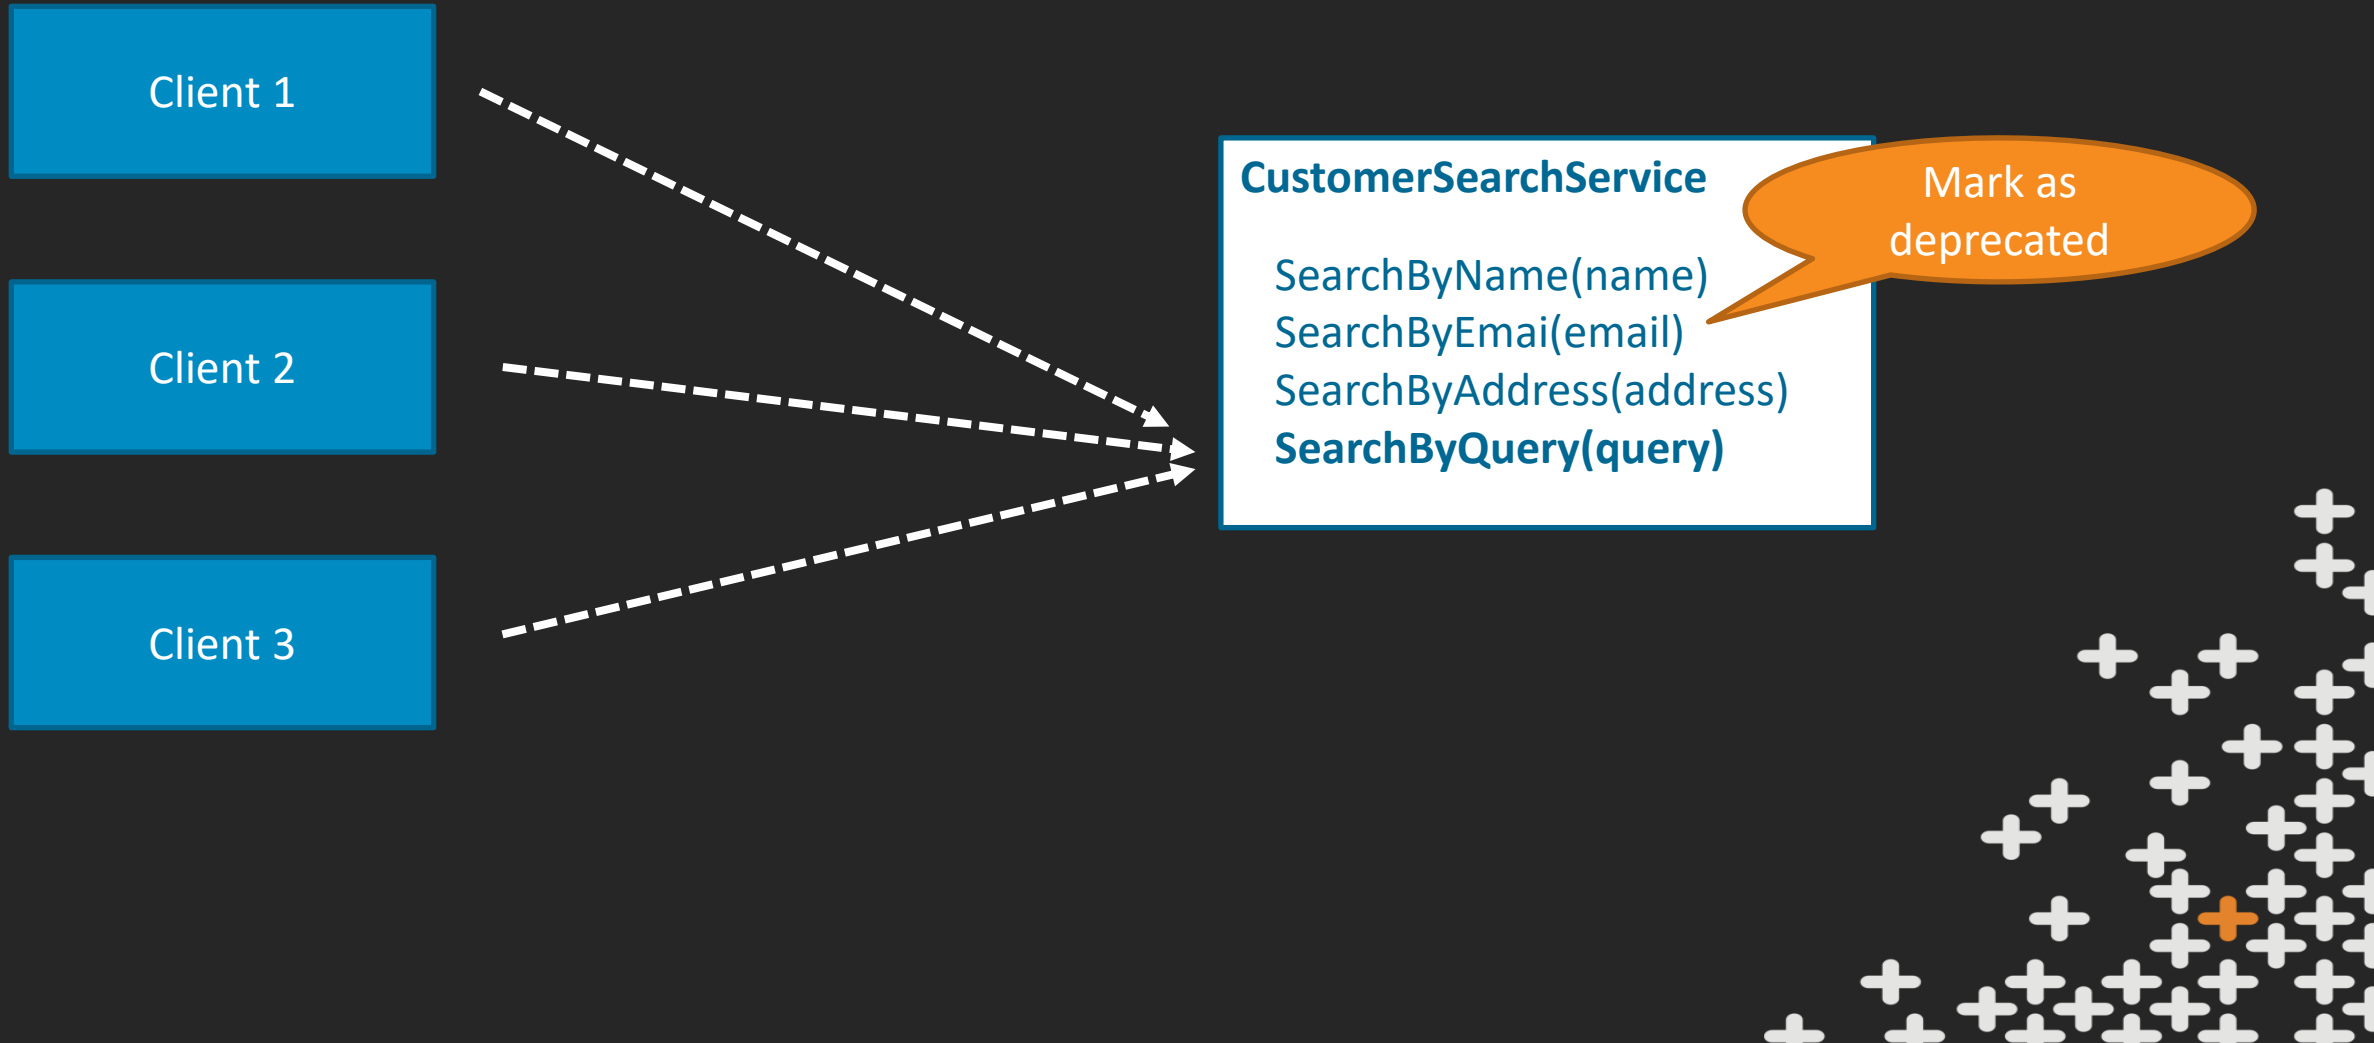 Client 1
Client 2
Client 3
CustomerSearchService
SearchByName(name)
SearchByEmai(email)
SearchByAddress(address)
SearchByQuery(query)
Mark as
deprecated